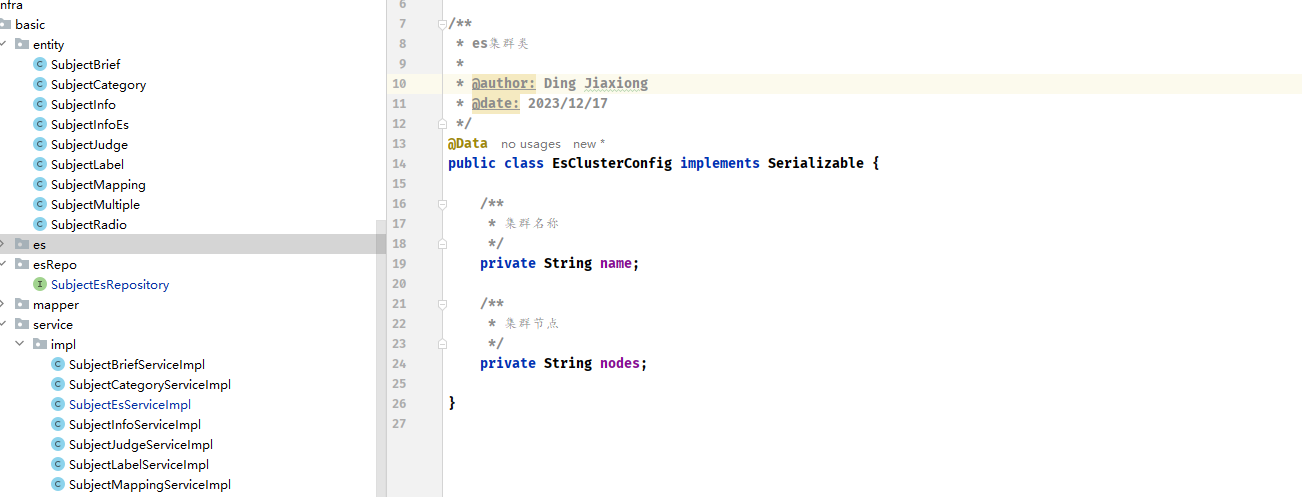 nfra
basic
entity
SubjectBrief
SubjectCategory
SubjectInfo
SubjectInfoEs
SubjectJudge
SubjectLabel
SubjectMapping
SubjectMultiple
SubjectRadio
es
esRepo
SubjectEsRepository
mapper
service
impl
SubjectBriefServiceImpl
SubjectCategoryServiceImpl
SubjectEsServiceImpl
SubjectInfoServiceImpl
SubjectJudgeServiceImpl
SubjectLabelServiceImpl
SubjectMappingServiceImpl
6
7 /**
8 * es集群类
9 *
10 * @author: Ding Jiaxiong
11 * @date: 2023/12/17
12 */
13 @Data no usages new *
14 public class EsClusterConfig implements Serializable {
15
16 /**
17 * 集群名称
18 */
19 private String name;
20
21 /**
22 * 集群节点
23 */
24 private String nodes;
25
26 }
27